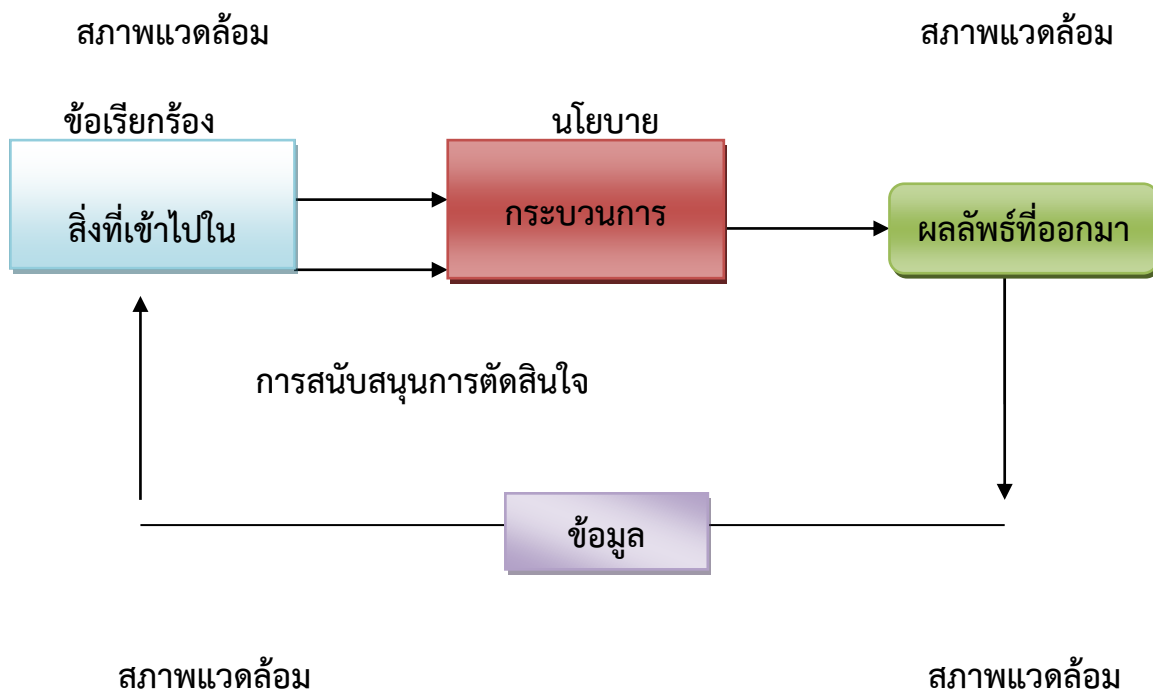 สภาพแวดล้อม สภาพแวดล้อม
ข้อเรียกร้อง นโยบาย
สิ่งที่เข้าไปใน กระบวนการ ผลลัพธ์ที่ออกมา
การสนับสนุนการตัดสินใจ
ข้อมูล
สภาพแวดล้อม สภาพแวดล้อม